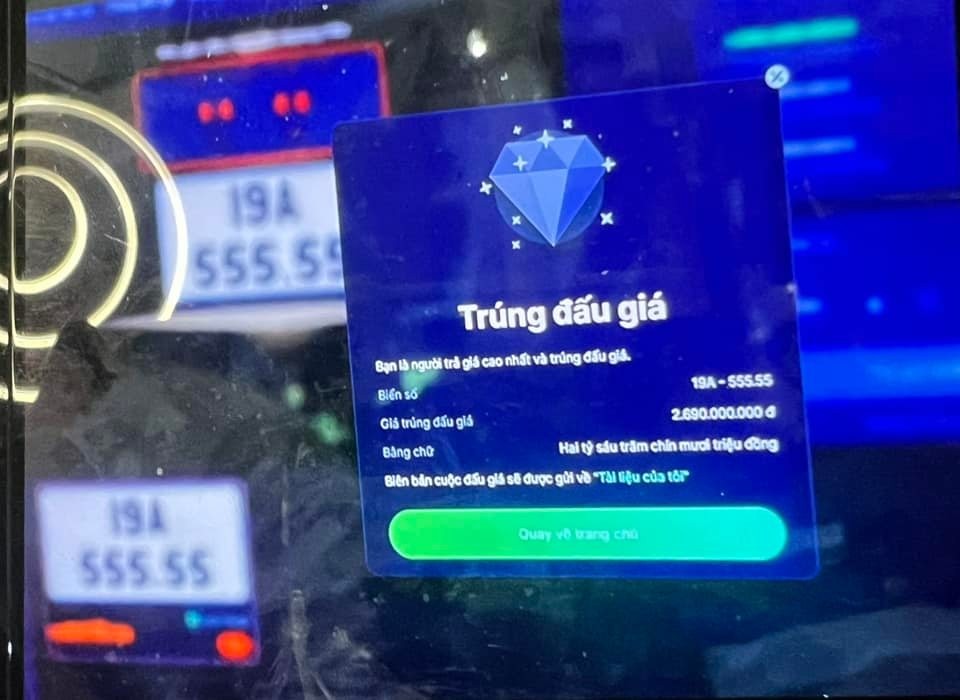 19A
555.55
Trúng đấu giá
Bạn là người trả giá cao nhất và trúng đấu giá.
Biển số 19A - 555.55
Giá trúng đấu giá 2.690.000.000 đ
Bằng chữ Hai tỷ sáu trăm chín mươi triệu đồng
Biên bản cuộc đấu giá sẽ được gửi về "Tài liệu của tôi"
Quay về trang chủ
19A
555.55